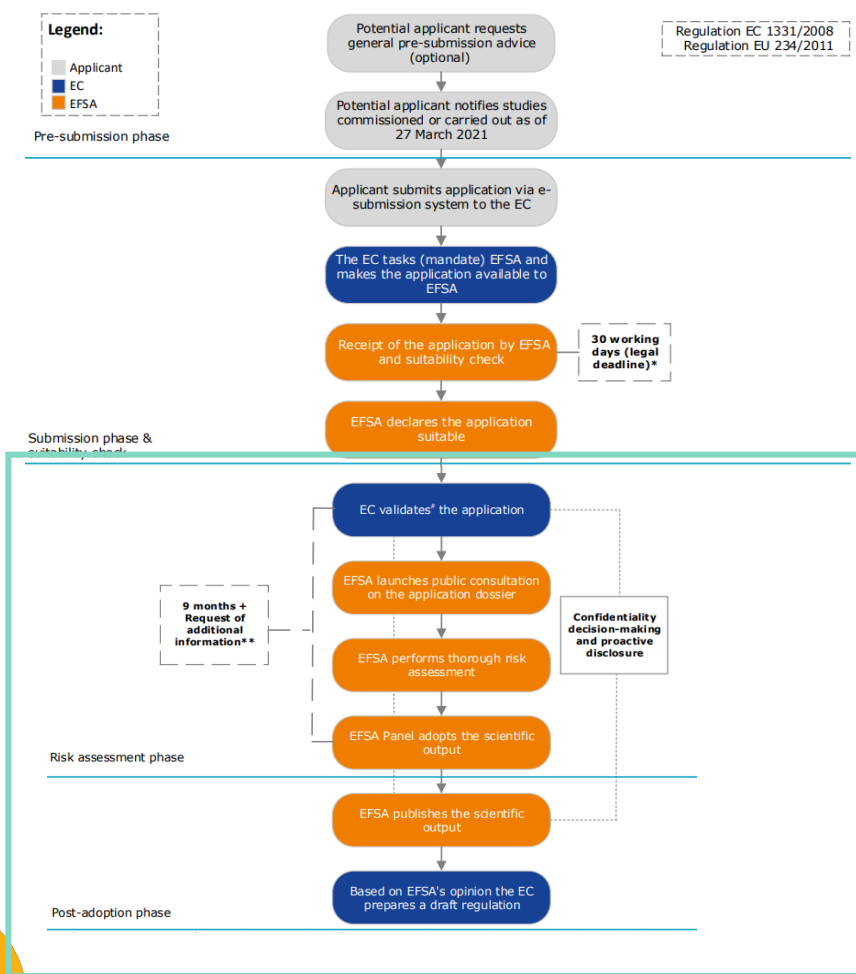 Legend:
Applicant
EC
EFSA
Potential applicant requests
general pre-submission advice
(optional)
Regulation EC 1331/2008
Regulation EU 234/2011
Potential applicant notifies studies
commissioned or carried out as of
27 March 2021
Pre-submission phase
Applicant submits application via e-
submission system to the EC
The EC tasks (mandate) EFSA and
makes the application available to
EFSA
Receipt of the application by EFSA
and suitability check
30 working
days (legal
deadline)*
EFSA declares the application
suitable
Submission phase &
suitability check
EC validates# the application
EFSA launches public consultation
on the application dossier
9 months +
Request of
additional
information**
Confidentiality
decision-making
and proactive
disclosure
EFSA performs thorough risk
assessment
EFSA Panel adopts the scientific
output
Risk assessment phase
EFSA publishes the scientific
output
Based on EFSA's opinion the EC
prepares a draft regulation
Post-adoption phase